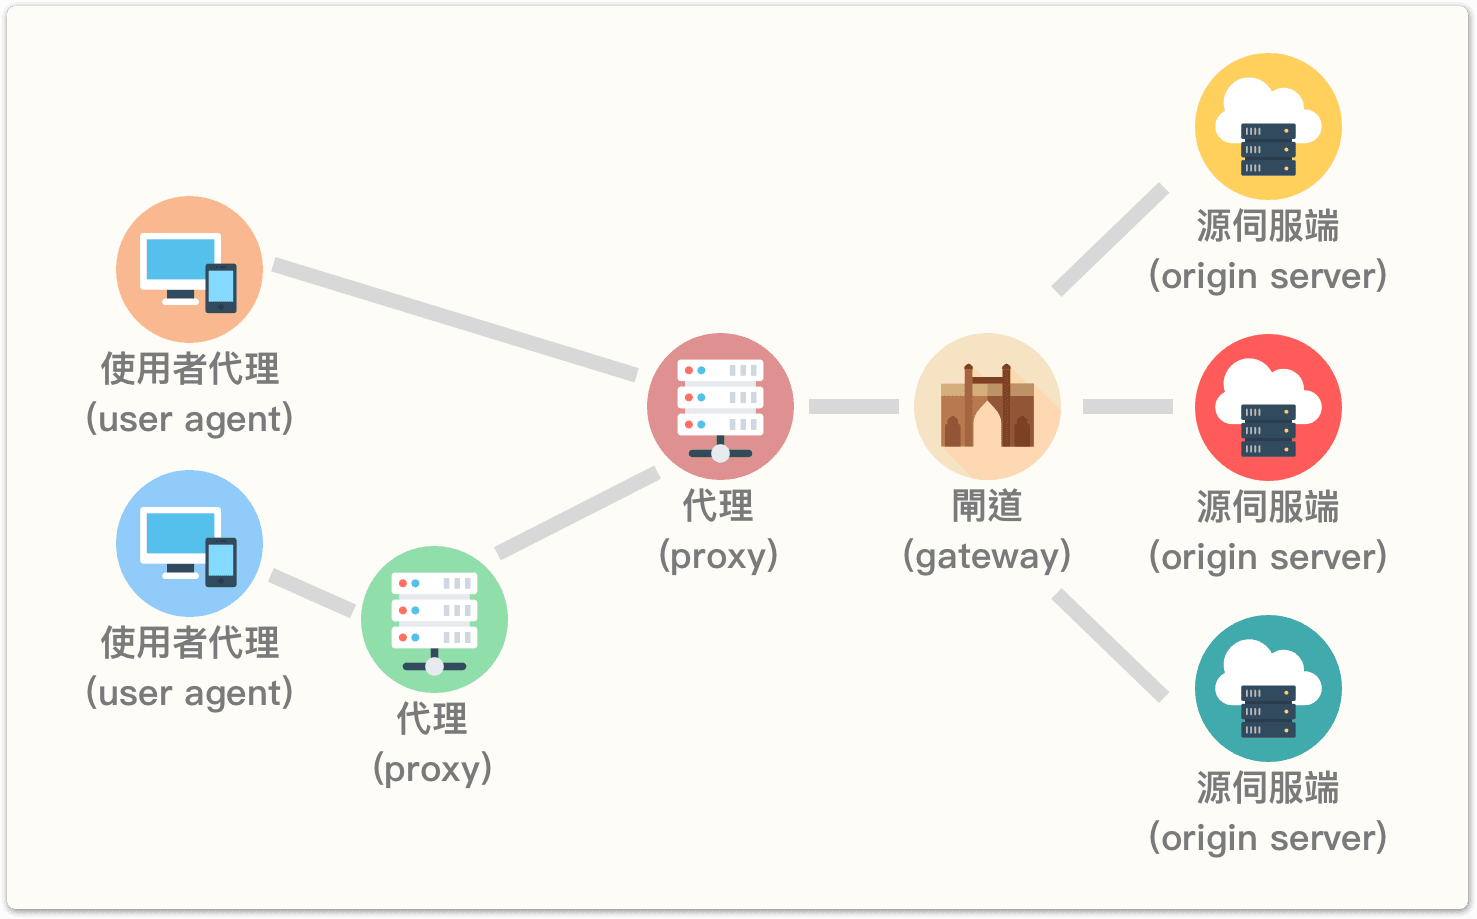 使用者代理
(user agent)
使用者代理
(user agent)
代理
(proxy)
代理
(proxy)
閘道
(gateway)
源伺服端
(origin server)
源伺服端
(origin server)
源伺服端
(origin server)